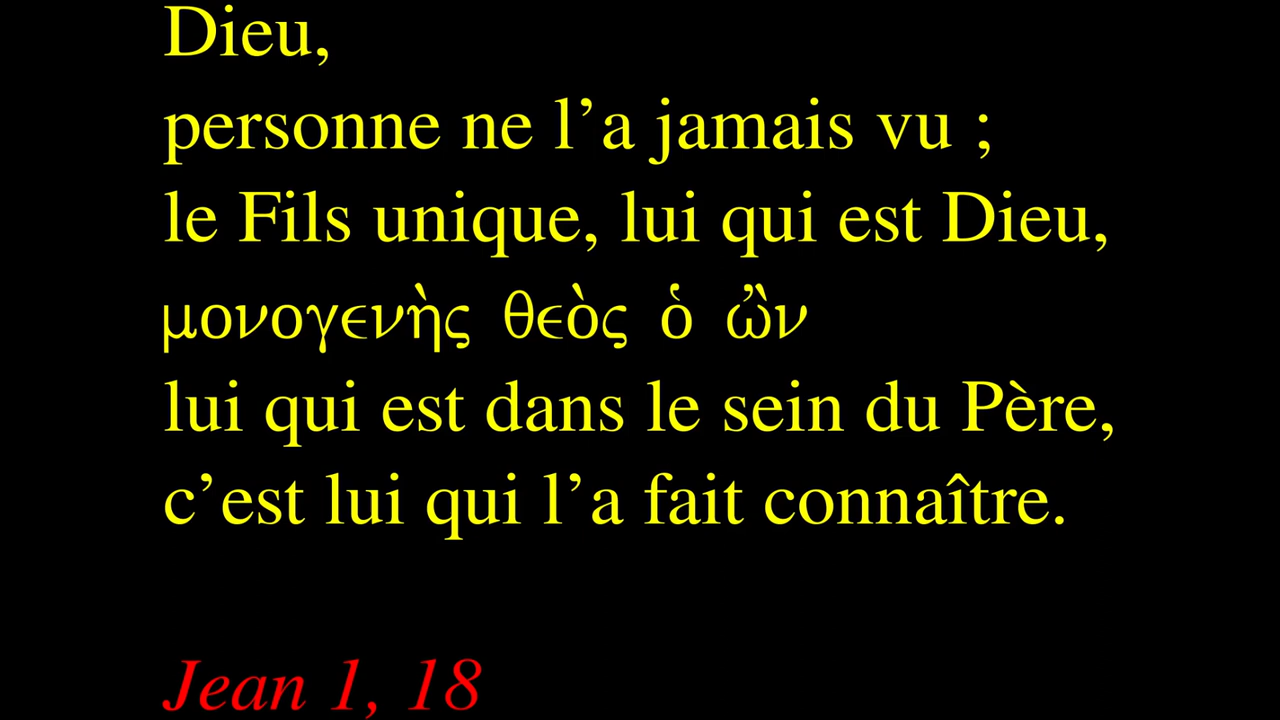 Dieu,
personne ne l’a jamais vu ;
le Fils unique, lui qui est Dieu,
μονογενὴς θεὸς ὁ ὢν
lui qui est dans le sein du Père,
c’est lui qui l’a fait connaître.
Jean 1, 18